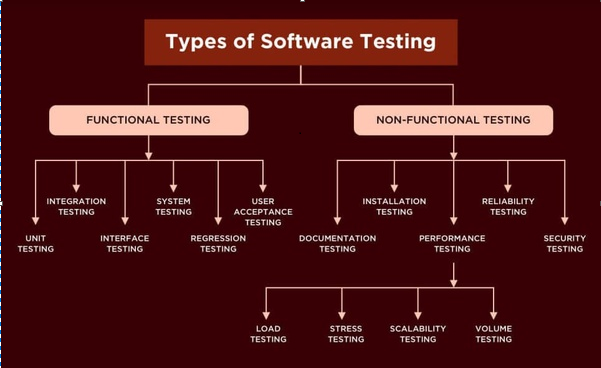 Types of Software Testing
FUNCTIONAL TESTING
NON-FUNCTIONAL TESTING
INTEGRATION
TESTING
SYSTEM
TESTING
USER
ACCEPTANCE
TESTING
UNIT
TESTING
INTERFACE
TESTING
REGRESSION
TESTING
INSTALLATION
TESTING
RELIABILITY
TESTING
DOCUMENTATION
TESTING
PERFORMANCE
TESTING
SECURITY
TESTING
LOAD
TESTING
STRESS
TESTING
SCALABILITY
TESTING
VOLUME
TESTING